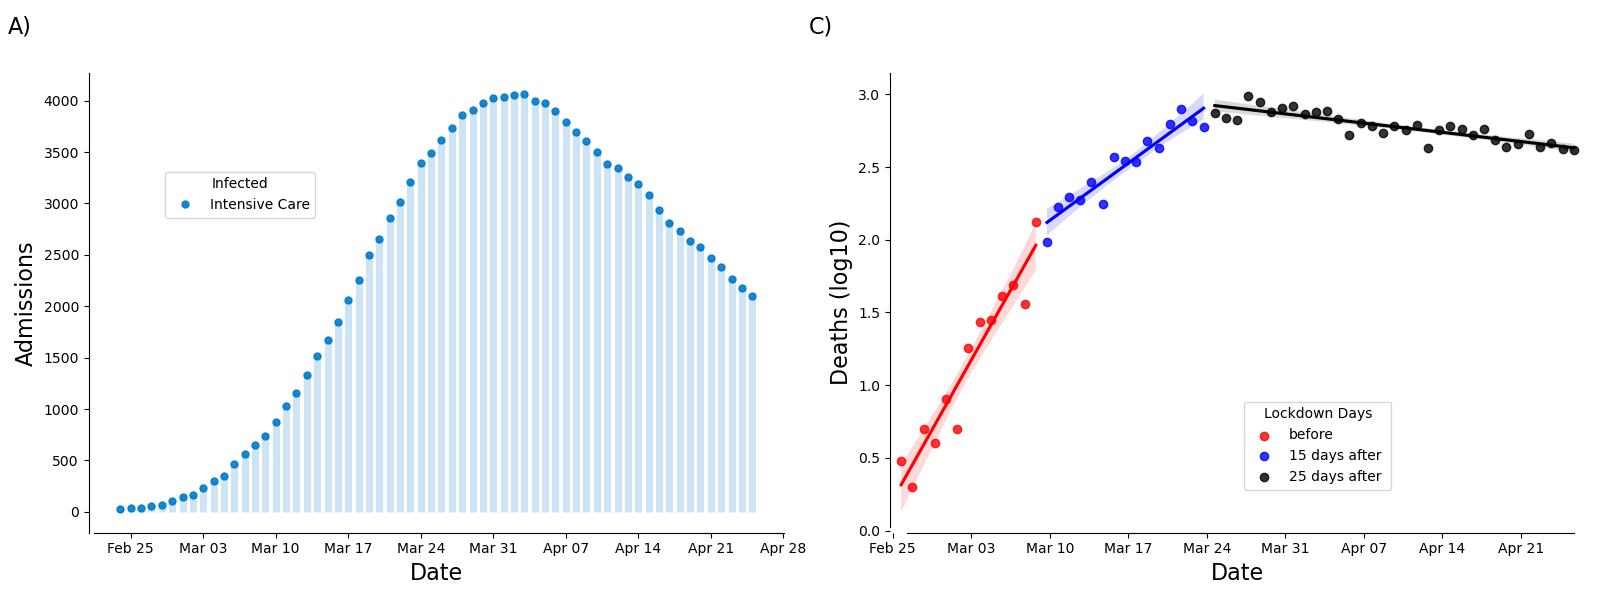 A)
Admissions
4000
3500
3000
2500
2000
1500
1000
500
0
Infected
Intensive Care
Feb 25 Mar 03 Mar 10 Mar 17 Mar 24 Mar 31 Apr 07 Apr 14 Apr 21 Apr 28
Date
C)
Deaths (log10)
3.0
2.5
2.0
1.5
1.0
0.5
0.0
Lockdown Days
before
15 days after
25 days after
Feb 25 Mar 03 Mar 10 Mar 17 Mar 24 Mar 31 Apr 07 Apr 14 Apr 21
Date